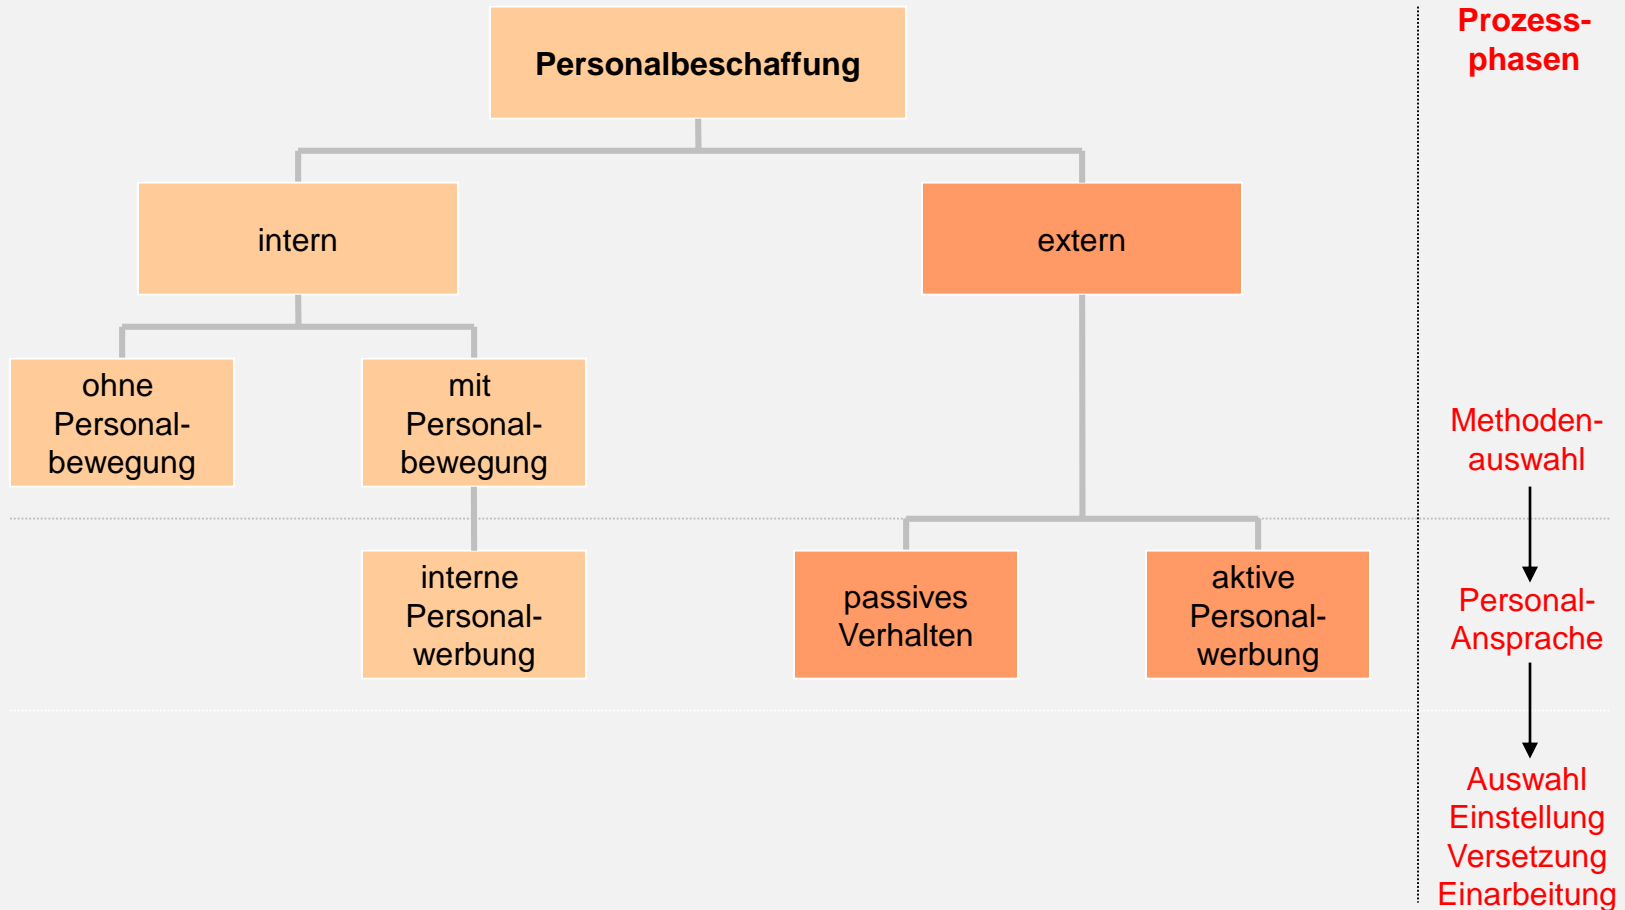 Personalbeschaffung
Prozess-
phasen
intern
extern
ohne
Personal-
bewegung
mit
Personal-
bewegung
Methoden-
auswahl
interne
Personal-
werbung
passives
Verhalten
aktive
Personal-
werbung
Personal-
Ansprache
Auswahl
Einstellung
Versetzung
Einarbeitung